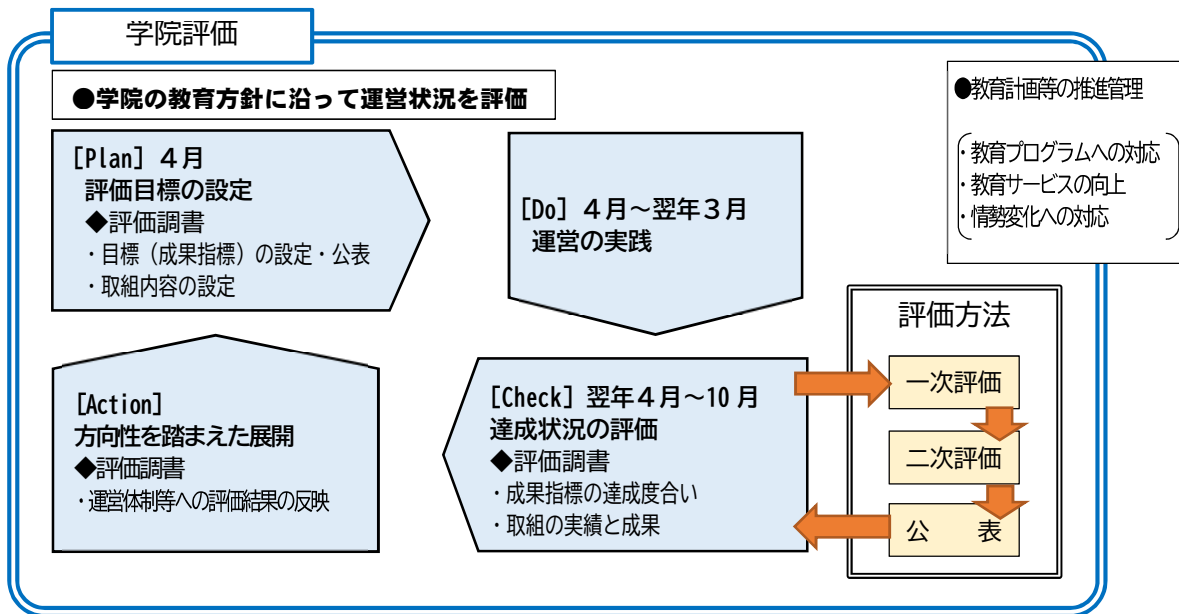 学院評価
●学院の教育方針に沿って運営状況を評価
●教育計画等の推進管理
・教育プログラムへの対応
・教育サービスの向上
・情勢変化への対応
[Plan] 4月
評価目標の設定
◆評価調書
・目標（成果指標）の設定・公表
・取組内容の設定
[Do] 4月～翌年3月
運営の実践
[Check] 翌年4月～10月
達成状況の評価
◆評価調書
・成果指標の達成度合い
・取組の実績と成果
[Action]
方向性を踏まえた展開
◆評価調書
・運営体制等への評価結果の反映
評価方法
一次評価
二次評価
公　表